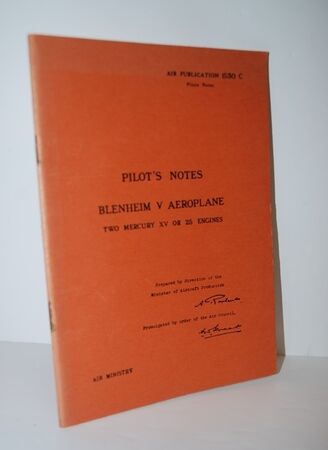 AIR PUBLICATION 1530 C
Pilots Notes
PILOT'S NOTES
BLENHEIM V AEROPLANE
TWO MERCURY XV OR 25 ENGINES
Prepared by direction of the
Minister of Aircraft Production
Promulgated by order of the Air Council,
AIR MINISTRY